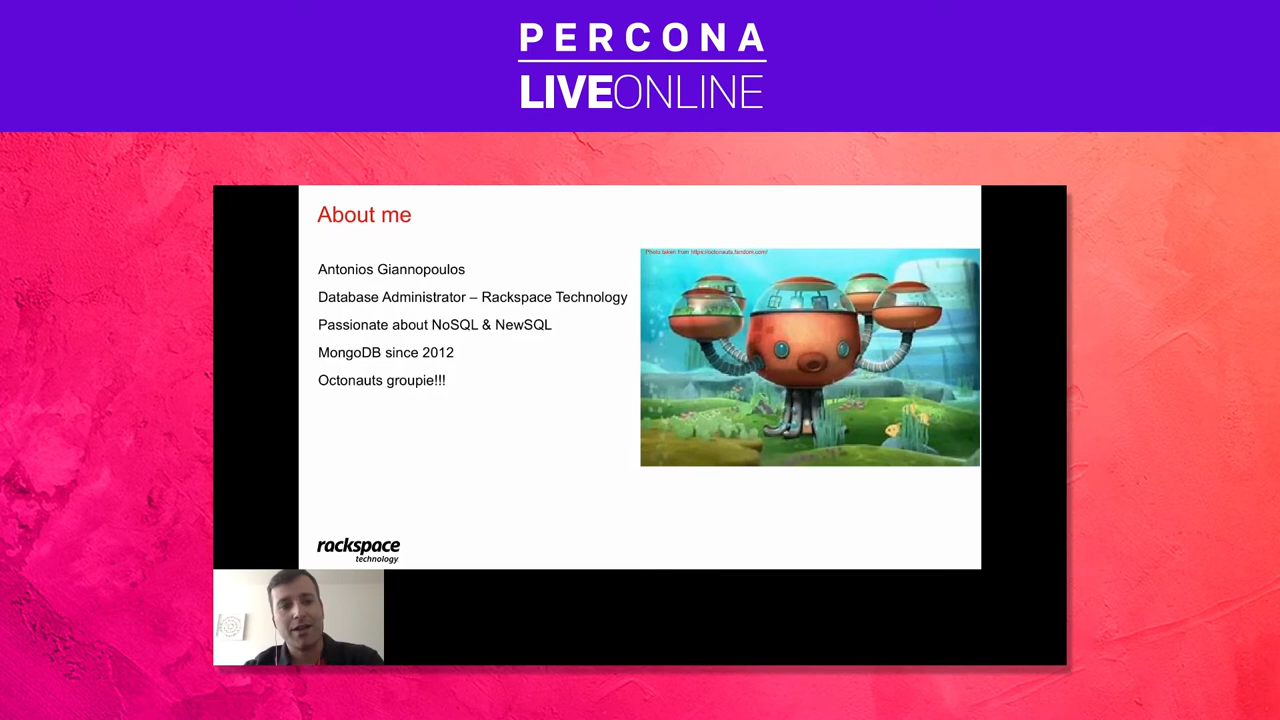 PERCONA
LIVEONLINE
About me
Photo taken from https://octonauts.fandom.com/
Antonios Giannopoulos
Database Administrator – Rackspace Technology
Passionate about NoSQL & NewSQL
MongoDB since 2012
Octonauts groupie!!!
rackspace
technology